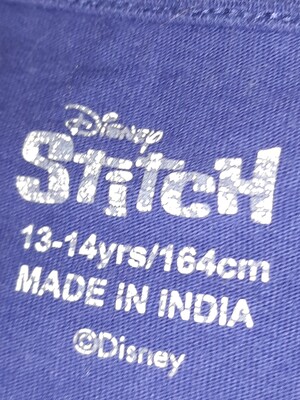 Disney
STITCH
13-14yrs/164cm
MADE IN INDIA
©Disney